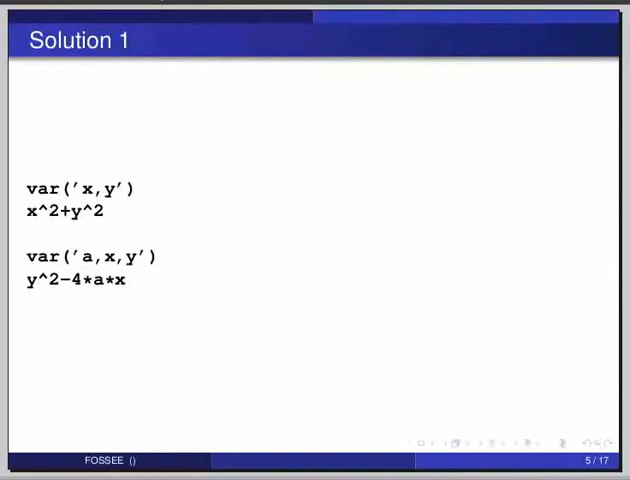 Solution 1
var('x,y')
x^2+y^2
var('a,x,y')
y^2-4*a*x
FOSSEE ()
5 / 17